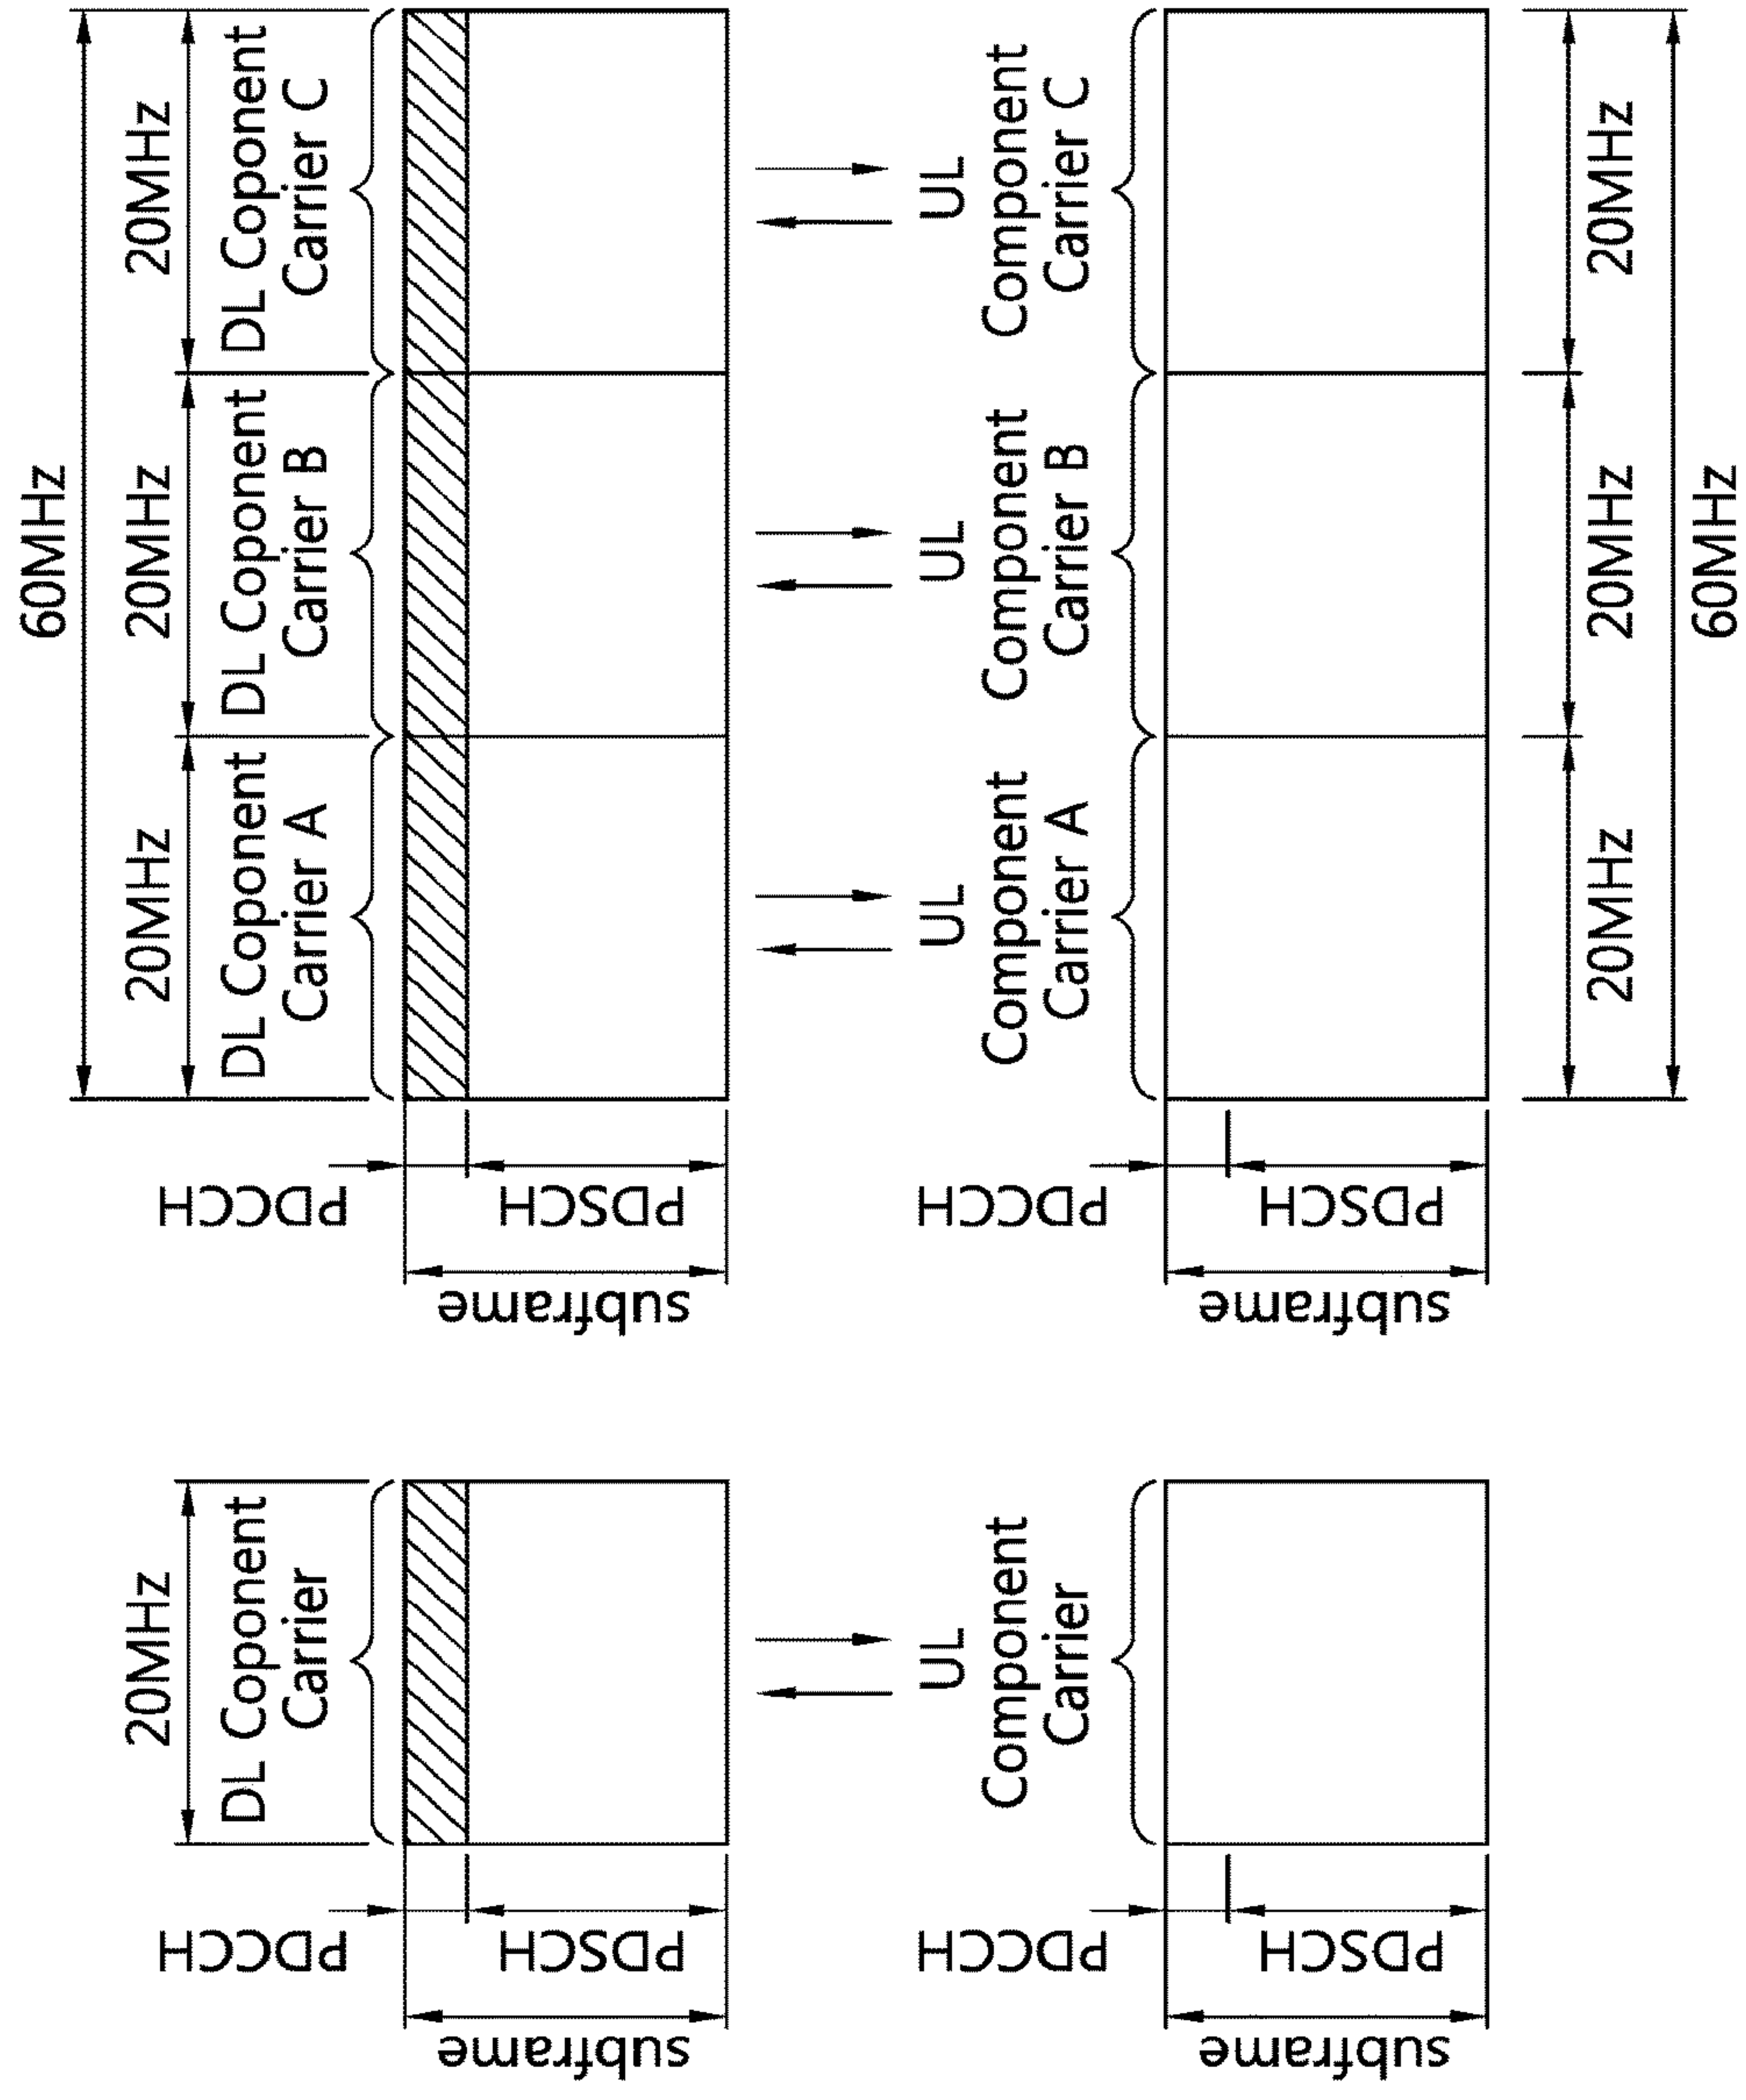 20MHz
DL Coponent
Carrier
PDCCH
PDSCH
subframe
UL
Component
Carrier
PDCCH
PDSCH
subframe
60MHz
20MHz
20MHz
20MHz
DL Coponent
Carrier A
DL Coponent
Carrier B
DL Coponent
Carrier C
PDCCH
PDSCH
subframe
UL
Component
Carrier A
UL
Component
Carrier B
UL
Component
Carrier C
PDCCH
PDSCH
subframe
20MHz
20MHz
20MHz
60MHz